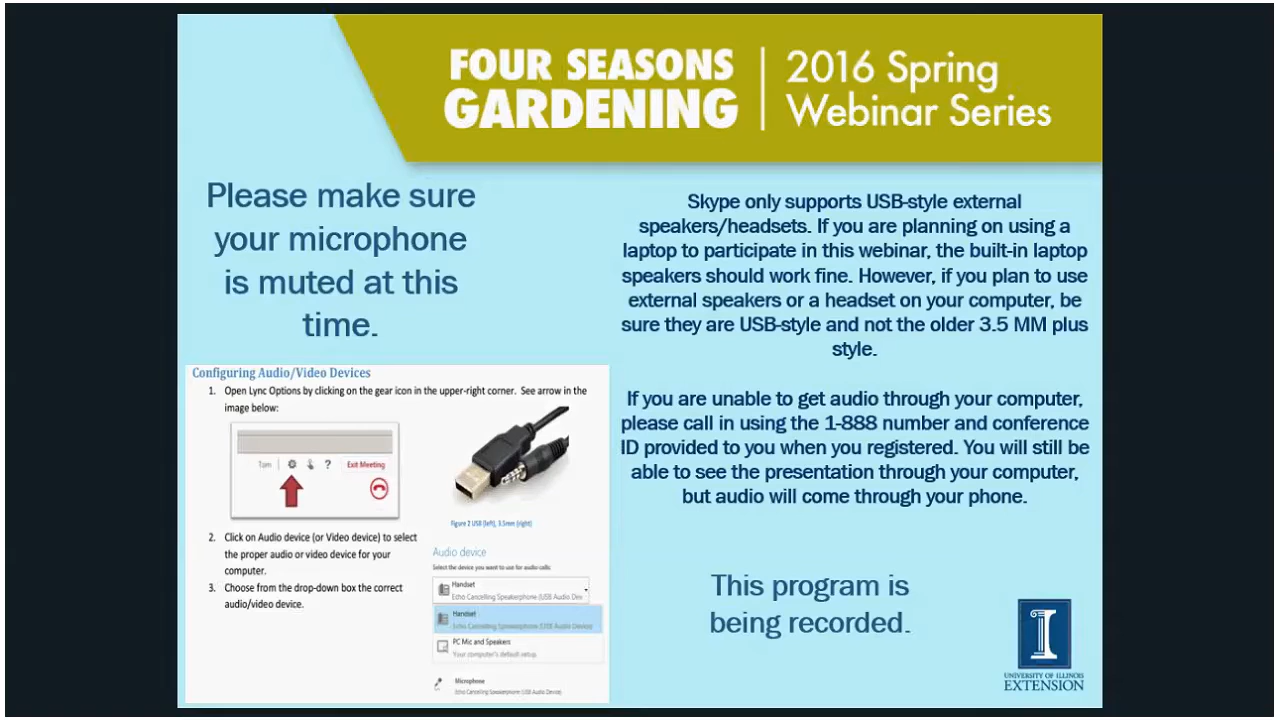 FOUR SEASONS
GARDENING
2016 Spring
Webinar Series
Please make sure
your microphone
is muted at this
time.
Skype only supports USB-style external
speakers/headsets. If you are planning on using a
laptop to participate in this webinar, the built-in laptop
speakers should work fine. However, if you plan to use
external speakers or a headset on your computer, be
sure they are USB-style and not the older 3.5 MM plus
style.
If you are unable to get audio through your computer,
please call in using the 1-888 number and conference
ID provided to you when you registered. You will still be
able to see the presentation through your computer,
but audio will come through your phone.
Configuring Audio/Video Devices
1. Open Lync Options by clicking on the gear icon in the upper-right corner. See arrow in the
image below:
Tom ? Exit Meeting
Figure 2 USB (left), 3.5mm (right)
2. Click on Audio device (or Video device) to select
the proper audio or video device for your
computer.
3. Choose from the drop-down box the correct
audio/video device.
Audio device
Select the device you want to use for audio calls:
Handset
Echo Cancelling Speakerphone (USB Audio Dev
Handset
Echo Cancelling Speakerphone (USB Audio Device)
PC Mic and Speakers
Your computer's default setup.
Microphone
Echo Cancelling Speakerphone (USB Audio Device)
This program is
being recorded.
I
UNIVERSITY OF ILLINOIS
EXTENSION